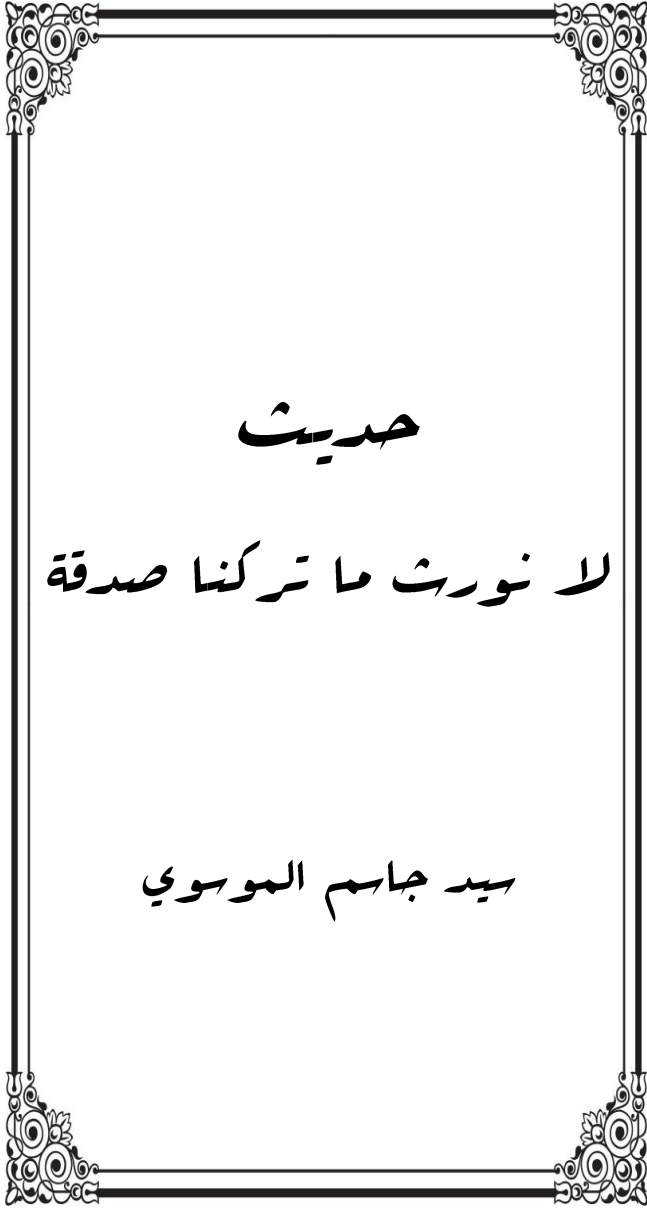 حديث
لا نورث ما تركنا صدقة
سيد جاسم الموسوي